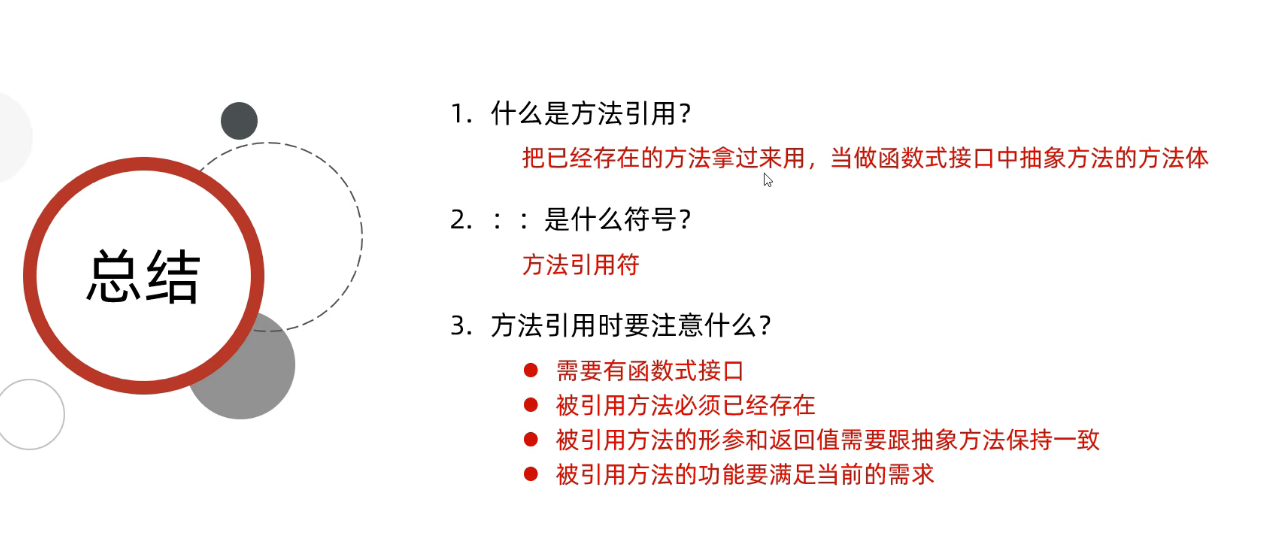 总结
1. 什么是方法引用？
把已经存在的方法拿过来用，当做函数式接口中抽象方法的方法体
2. ：：是什么符号？
方法引用符
3. 方法引用时要注意什么？
● 需要有函数式接口
● 被引用方法必须已经存在
● 被引用方法的形参和返回值需要跟抽象方法保持一致
● 被引用方法的功能要满足当前的需求